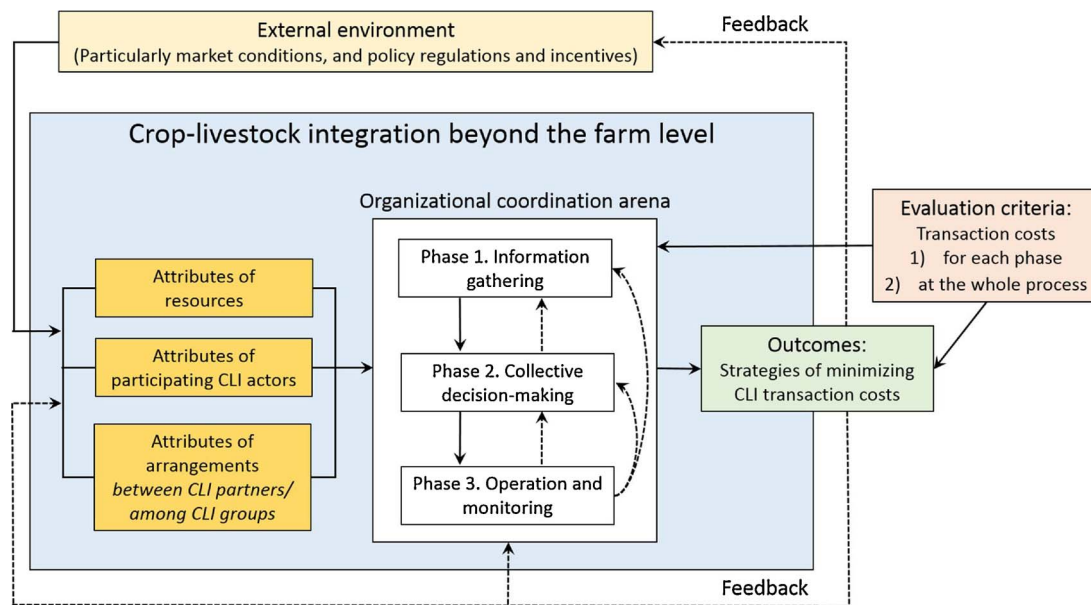 Feedback
External environment
(Particularly market conditions, and policy regulations and incentives)
Crop-livestock integration beyond the farm level
Organizational coordination arena
Evaluation criteria:
Transaction costs
1) for each phase
2) at the whole process
Attributes of
resources
Attributes of
participating CLI actors
Attributes of
arrangements
between CLI partners/
among CLI groups
Phase 1. Information
gathering
Phase 2. Collective
decision-making
Phase 3. Operation and
monitoring
Outcomes:
Strategies of minimizing
CLI transaction costs
Feedback